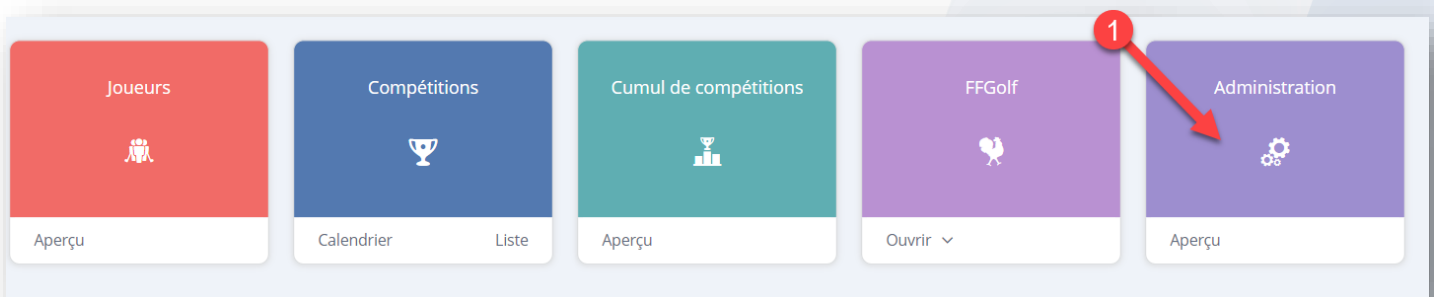 1
Joueurs
Compétitions
Cumul de compétitions
FFGolf
Administration
Aperçu
Calendrier
Liste
Aperçu
Ouvrir
Aperçu